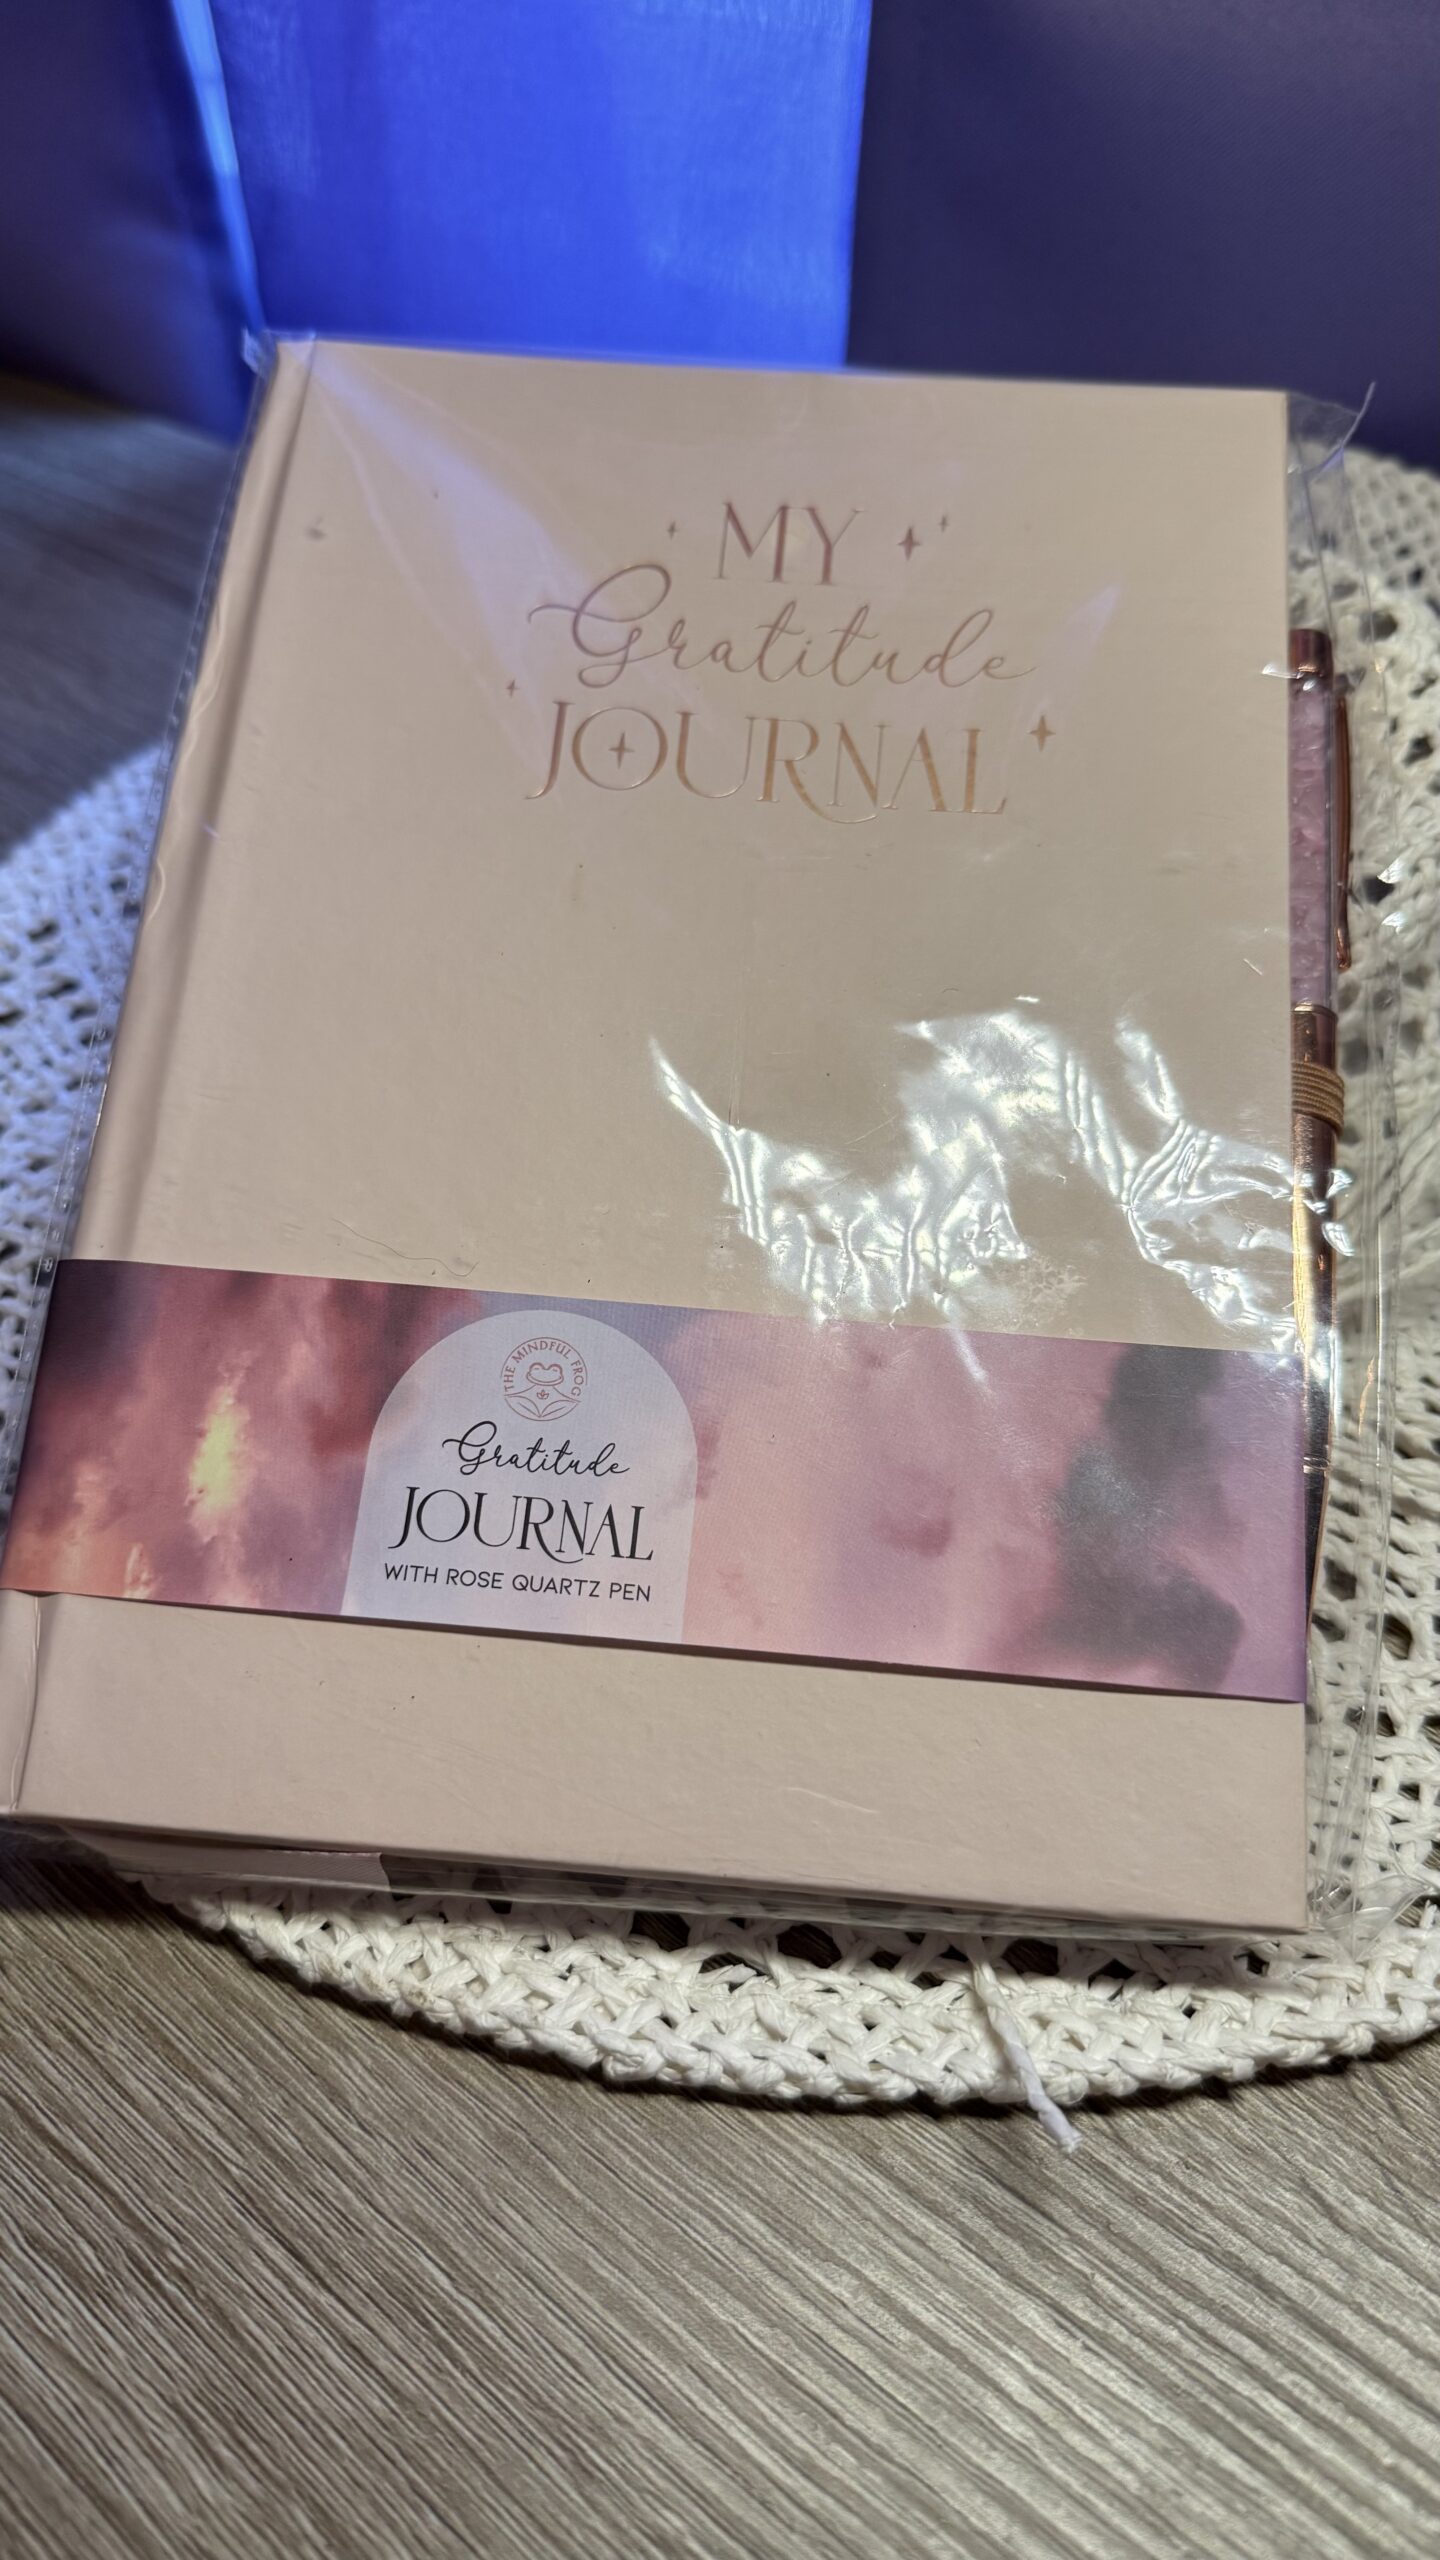 MY
Gratitude
JOURNAL
THE MINDFUL FROG
Gratitude
JOURNAL
WITH ROSE QUARTZ PEN